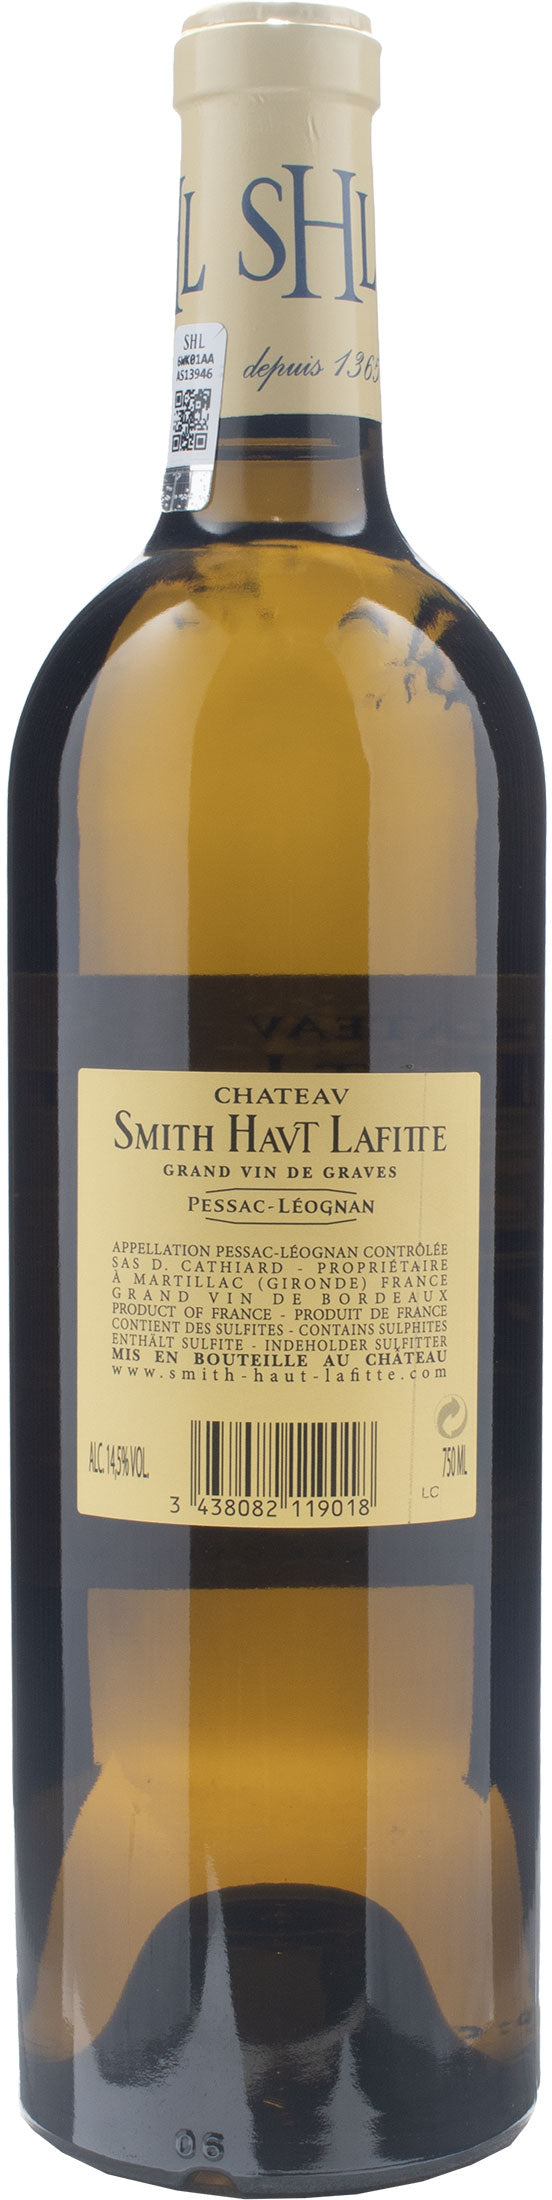 L SHL
depuis 1365
SHL
6WK01AA
AS13946
CHATEAV
SMITH HAVT LAFITTE
GRAND VIN DE GRAVES
PESSAC-LÉOGNAN
APPELLATION PESSAC-LÉOGNAN CONTRÔLÉE
SAS D. CATHIARD - PROPRIÉTAIRE
À MARTILLAC (GIRONDE) FRANCE
GRAND VIN DE BORDEAUX
PRODUCT OF FRANCE - PRODUIT DE FRANCE
CONTIENT DES SULFITES - CONTAINS SULPHITES
ENTHÄLT SULFITE - INDEHOLDER SULFITTER
MIS EN BOUTEILLE AU CHÂTEAU
www.smith-haut-lafitte.com
ALC. 14,5% VOL.
750 ML
3 438082 119018
LC
06